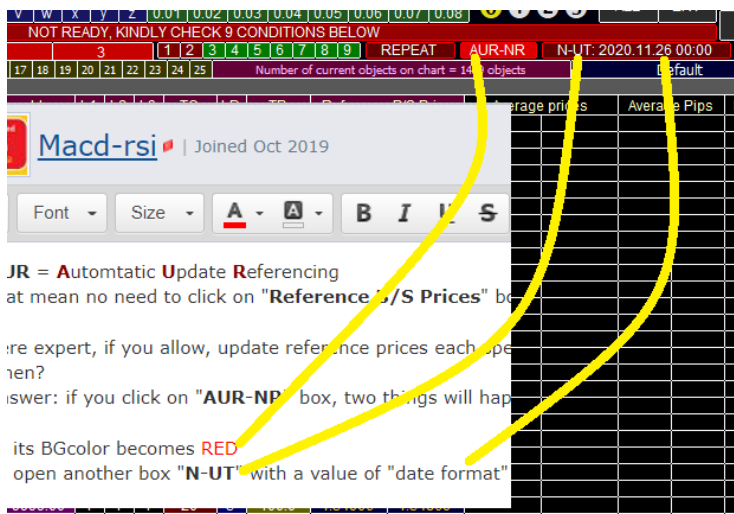 V W X Y Z 0.01 0.02 0.03 0.04 0.05 0.06 0.07 0.08
NOT READY, KINDLY CHECK 9 CONDITIONS BELOW
3 1 2 3 4 5 6 7 8 9 REPEAT AUR-NR N-UT: 2020.11.26 00:00
17 18 19 20 21 22 23 24 25 Number of current objects on chart = objects Default
prices Average Pips
Macd-rsi | Joined Oct 2019
Font Size A A B I U S
UR = Automtatic Update Referencing
at mean no need to click on "Reference B/S Prices" bo
ere expert, if you allow, update reference prices each spe
hen?
swer: if you click on "AUR-NR" box, two things will hap
its BGcolor becomes RED
open another box "N-UT" with a value of "date format"